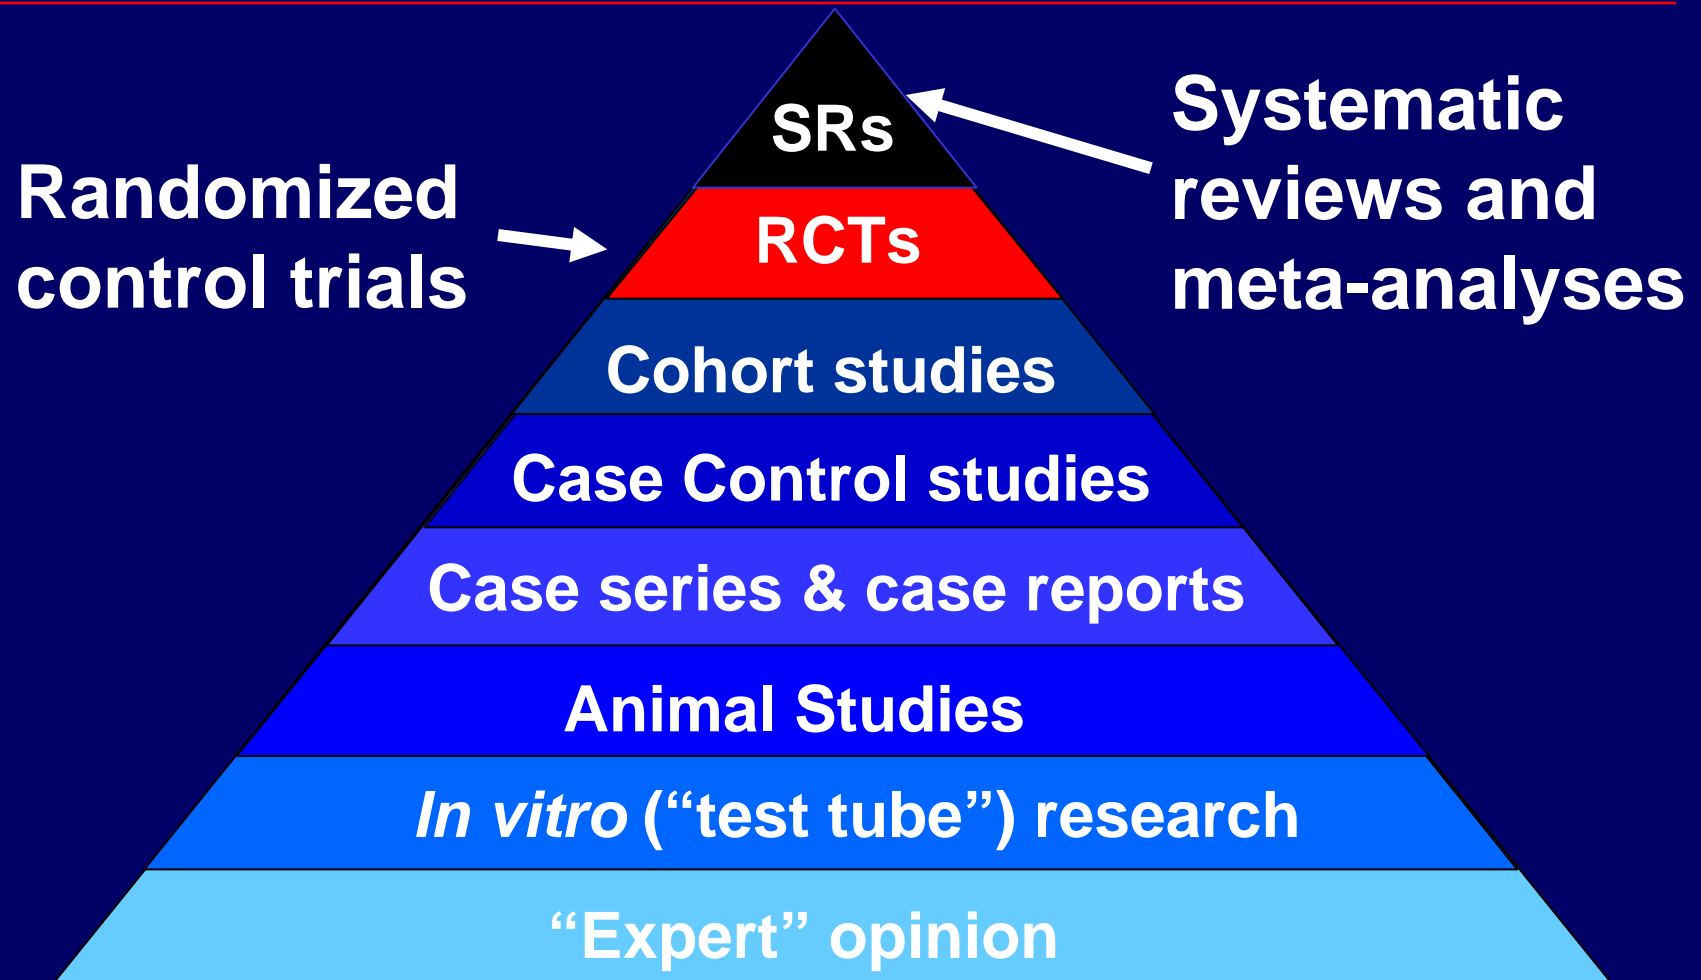 SRs
Systematic
reviews and
meta-analyses
Randomized
control trials
RCTs
Cohort studies
Case Control studies
Case series & case reports
Animal Studies
In vitro (“test tube”) research
“Expert” opinion